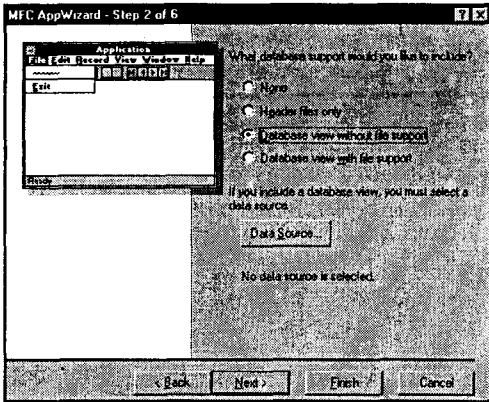 MFC AppWizard - Step 2 of 6
Application
File Edit Record View Window Help
Exit
Ready
What database support would you like to include?
None
Header files only
Database view without file support
Database view with file support
If you include a database view, you must select a
data source.
Data Source...
No data source is selected.
< Back
Next >
Finish
Cancel